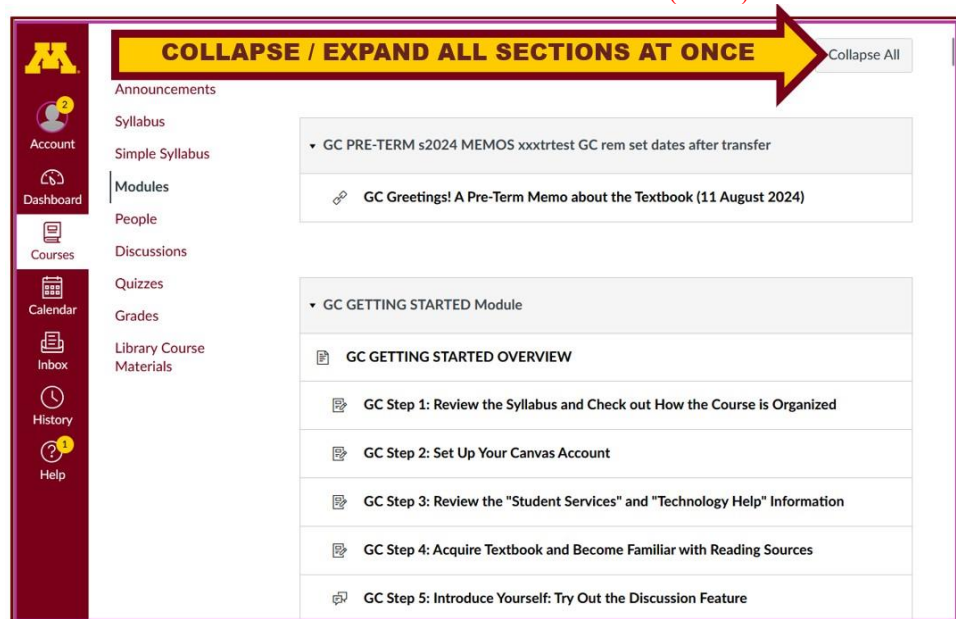 COLLAPSE / EXPAND ALL SECTIONS AT ONCE
Collapse All
M
2
Account
Dashboard
Courses
Calendar
Inbox
History
1
Help
Announcements
Syllabus
Simple Syllabus
Modules
People
Discussions
Quizzes
Grades
Library Course
Materials
GC PRE-TERM s2024 MEMOS xxxtrtest GC rem set dates after transfer
GC Greetings! A Pre-Term Memo about the Textbook (11 August 2024)
GC GETTING STARTED Module
GC GETTING STARTED OVERVIEW
GC Step 1: Review the Syllabus and Check out How the Course is Organized
GC Step 2: Set Up Your Canvas Account
GC Step 3: Review the "Student Services" and "Technology Help" Information
GC Step 4: Acquire Textbook and Become Familiar with Reading Sources
GC Step 5: Introduce Yourself: Try Out the Discussion Feature